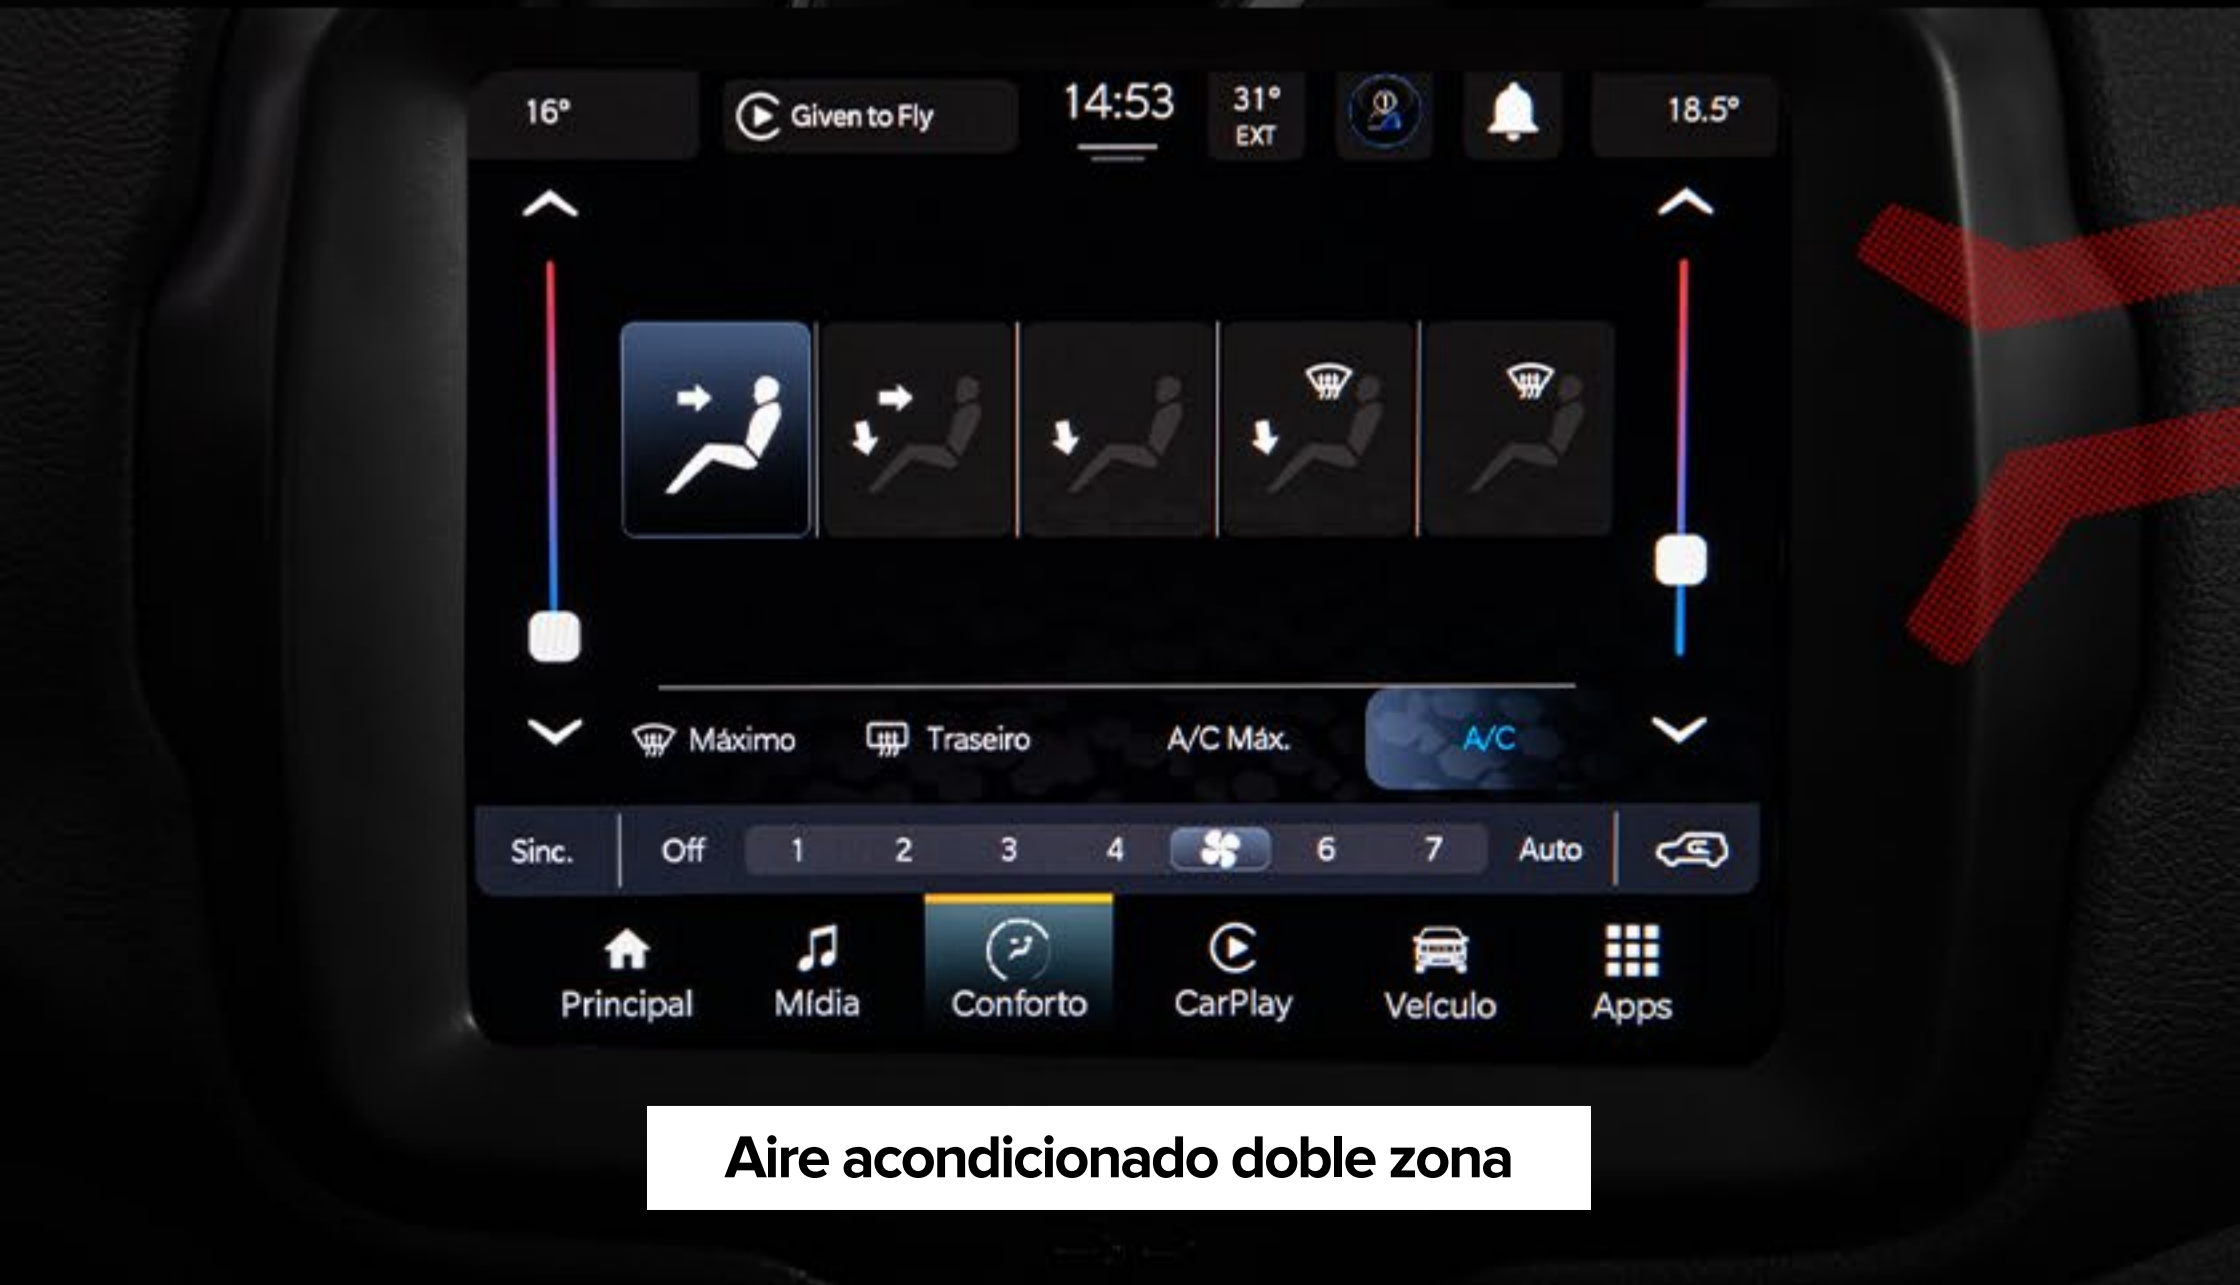 16°
Given to Fly
14:53
31°
EXT
18.5°
Máximo
Traseiro
A/C Máx.
A/C
Sinc.
Off
1
2
3
4
6
7
Auto
Principal
Mídia
Conforto
CarPlay
Veículo
Apps
Aire acondicionado doble zona